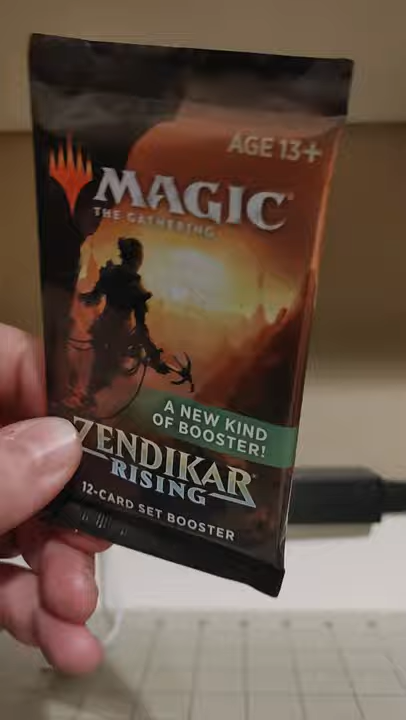 AGE 13+
MAGIC
THE GATHERING
A NEW KIND
OF BOOSTER!
ZENDIKAR
RISING
12-CARD SET BOOSTER